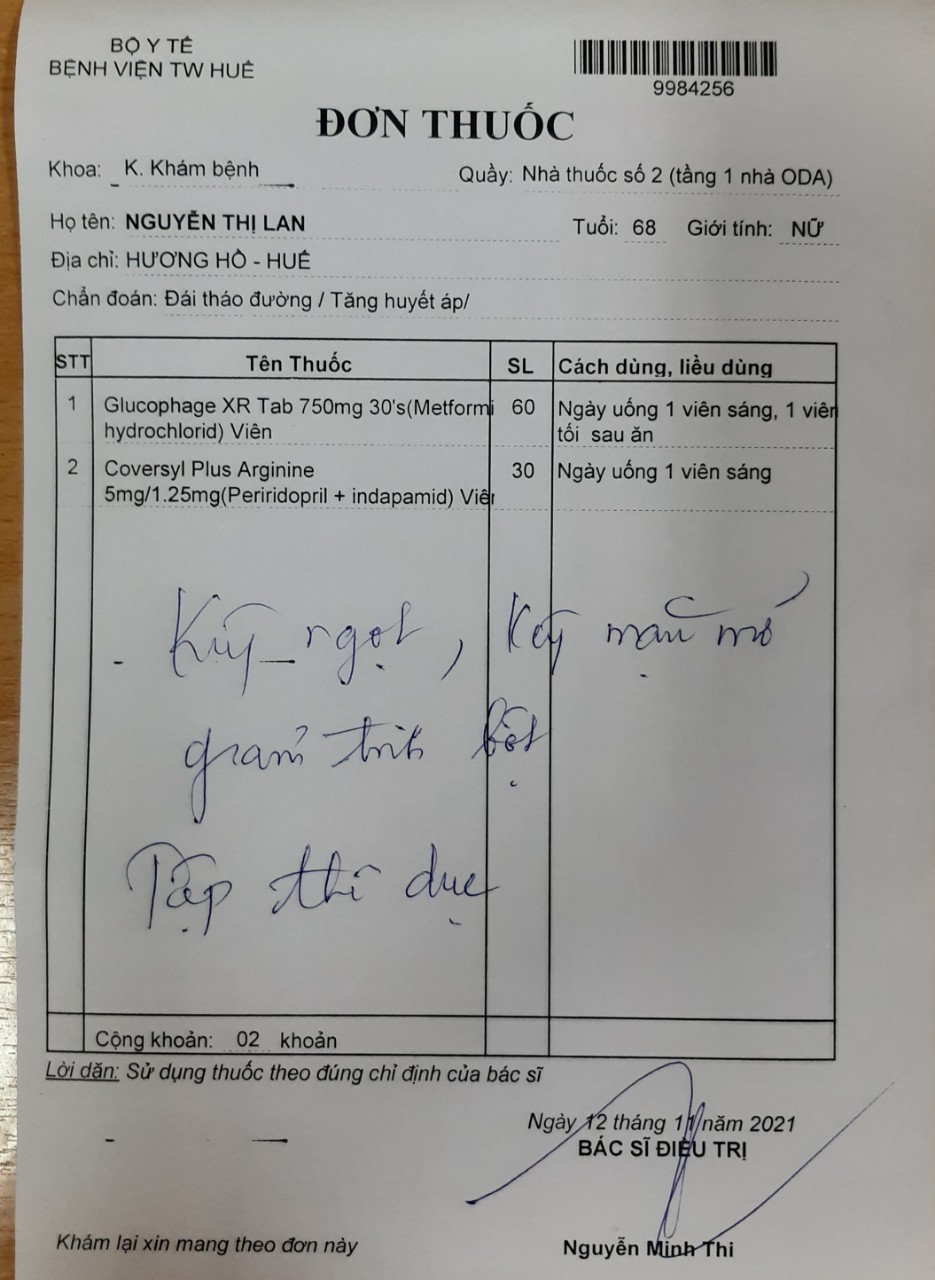 BỘ Y TẾ
BỆNH VIỆN TW HUẾ
9984256
ĐƠN THUỐC
Khoa: K. Khám bệnh
Quầy: Nhà thuốc số 2 (tầng 1 nhà ODA)
Họ tên: NGUYỄN THỊ LAN Tuổi: 68 Giới tính: NỮ
Địa chỉ: HƯƠNG HỒ - HUẾ
Chẩn đoán: Đái tháo đường / Tăng huyết áp/
STT Tên Thuốc SL Cách dùng, liều dùng
1 Glucophage XR Tab 750mg 30's(Metformi 60 Ngày uống 1 viên sáng, 1 viên
hydrochlorid) Viên tối sau ăn
2 Coversyl Plus Arginine 30 Ngày uống 1 viên sáng
5mg/1.25mg(Periridopril + indapamid) Viên
- Kiêng ngọt, Kiêng mặn mỡ
giảm tinh bột
Tập thể dục
Cộng khoản: 02 khoản
Lời dặn: Sử dụng thuốc theo đúng chỉ định của bác sĩ
Ngày 12 tháng 11 năm 2021
BÁC SĨ ĐIỀU TRỊ
Khám lại xin mang theo đơn này
Nguyễn Minh Thi